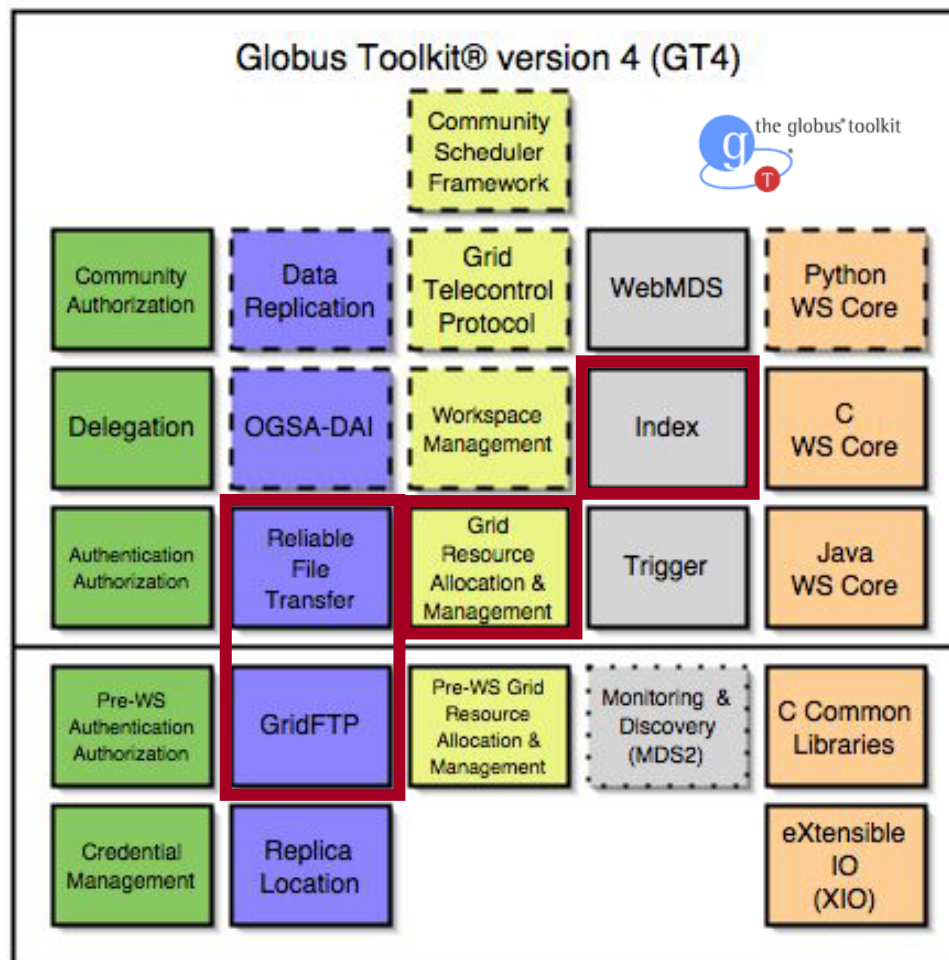 Globus Toolkit® version 4 (GT4)
the globus® toolkit
g
T
Community
Scheduler
Framework
Community
Authorization
Data
Replication
Grid
Telecontrol
Protocol
WebMDS
Python
WS Core
Delegation
OGSA-DAI
Workspace
Management
Index
C
WS Core
Authentication
Authorization
Reliable
File
Transfer
Grid
Resource
Allocation &
Management
Trigger
Java
WS Core
Pre-WS
Authentication
Authorization
GridFTP
Pre-WS Grid
Resource
Allocation &
Management
Monitoring &
Discovery
(MDS2)
C Common
Libraries
Credential
Management
Replica
Location
eXtensible
IO
(XIO)